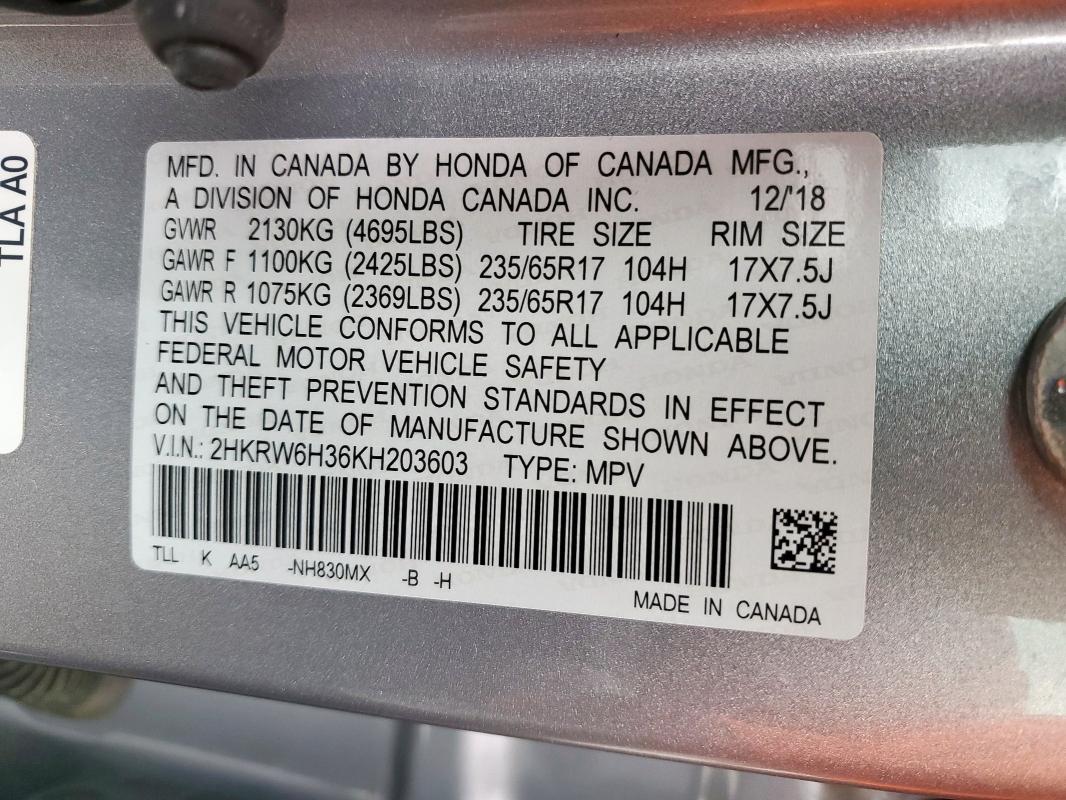 TLA A0
MFD. IN CANADA BY HONDA OF CANADA MFG.,
A DIVISION OF HONDA CANADA INC. 12/'18
GVWR 2130KG (4695LBS) TIRE SIZE RIM SIZE
GAWR F 1100KG (2425LBS) 235/65R17 104H 17X7.5J
GAWR R 1075KG (2369LBS) 235/65R17 104H 17X7.5J
THIS VEHICLE CONFORMS TO ALL APPLICABLE
FEDERAL MOTOR VEHICLE SAFETY
AND THEFT PREVENTION STANDARDS IN EFFECT
ON THE DATE OF MANUFACTURE SHOWN ABOVE.
V.I.N.: 2HKRW6H36KH203603 TYPE: MPV
TLL K AA5 -NH830MX -B -H
MADE IN CANADA